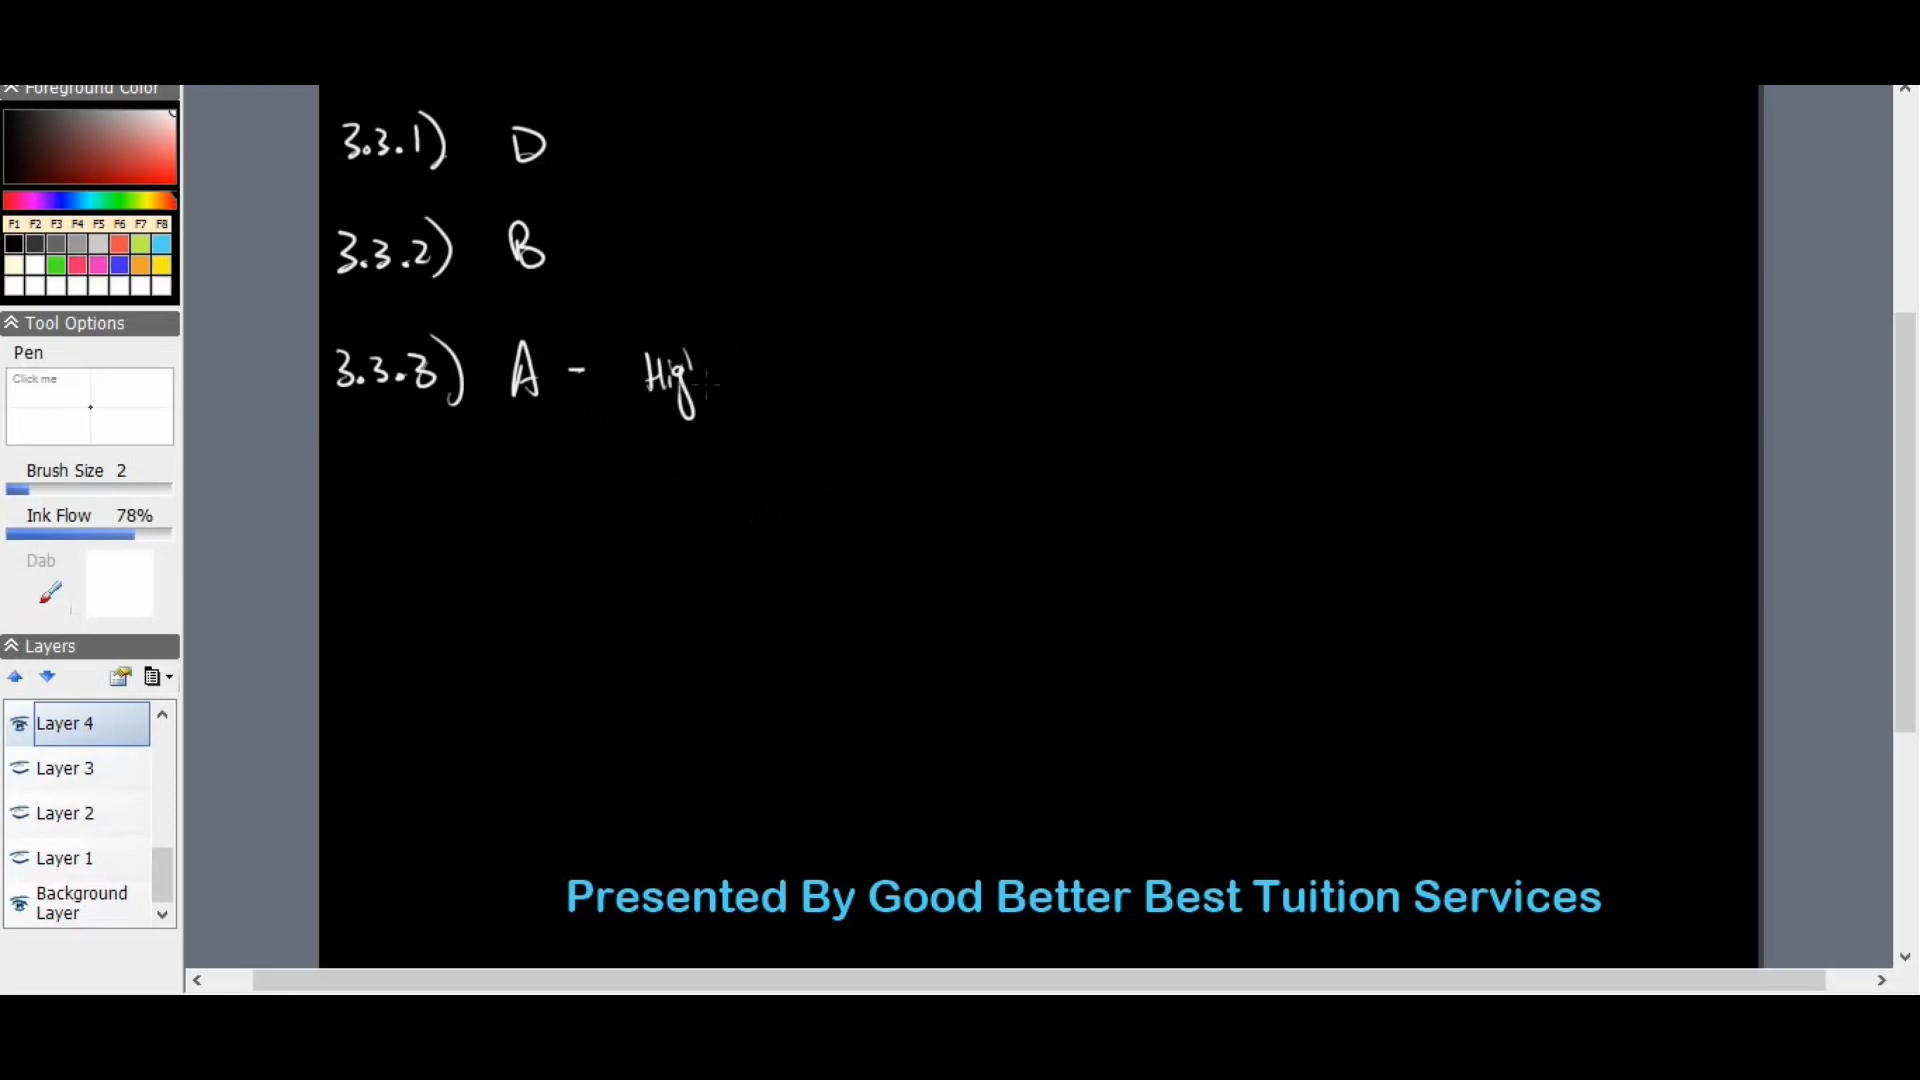 Foreground Color
F1 F2 F3 F4 F5 F6 F7 F8
Tool Options
Pen
Click me
Brush Size 2
Ink Flow 78%
Dab
Layers
Layer 4
Layer 3
Layer 2
Layer 1
Background
Layer
3.3.1) D
3.3.2) B
3.3.3) A - Hig
Presented By Good Better Best Tuition Services